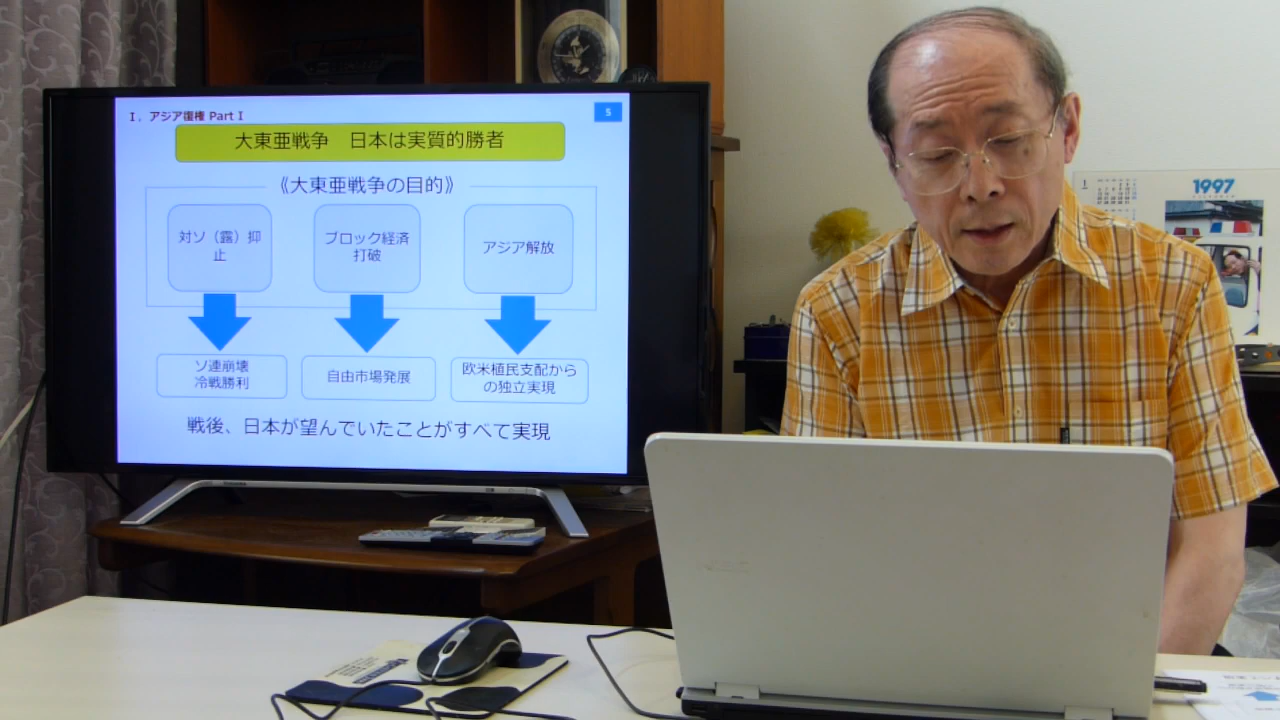 Ⅰ．アジア復権 Part Ⅰ
5
大東亜戦争　日本は実質的勝者
《大東亜戦争の目的》
対ソ（露）抑
止
ブロック経済
打破
アジア解放
ソ連崩壊
冷戦勝利
自由市場発展
欧米植民支配から
の独立実現
戦後、日本が望んでいたことがすべて実現
TOSHIBA
1
1997